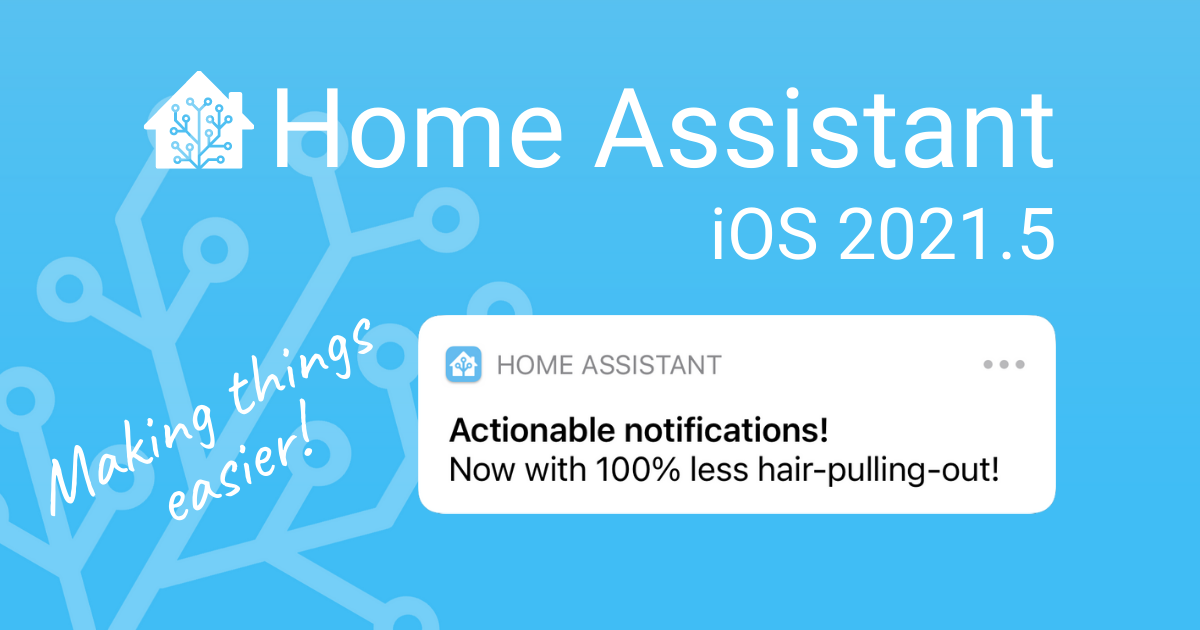 Home Assistant
iOS 2021.5
Making things
easier!
HOME ASSISTANT
Actionable notifications!
Now with 100% less hair-pulling-out!